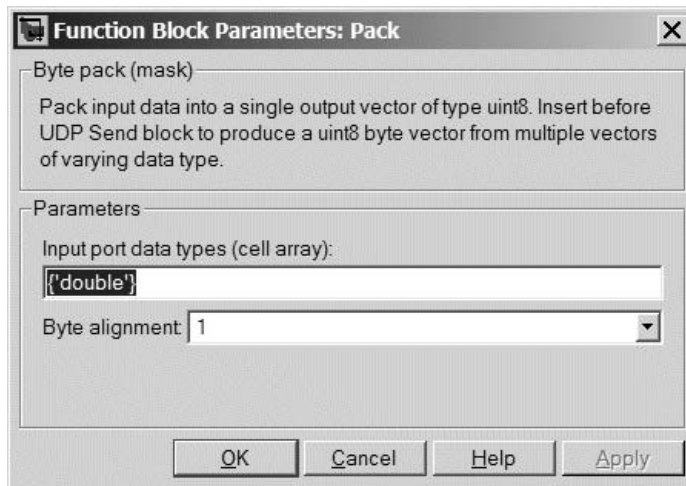 Function Block Parameters: Pack
Byte pack (mask)
Pack input data into a single output vector of type uint8. Insert before
UDP Send block to produce a uint8 byte vector from multiple vectors
of varying data type.
Parameters
Input port data types (cell array):
{'double'}
Byte alignment: 1
OK Cancel Help Apply